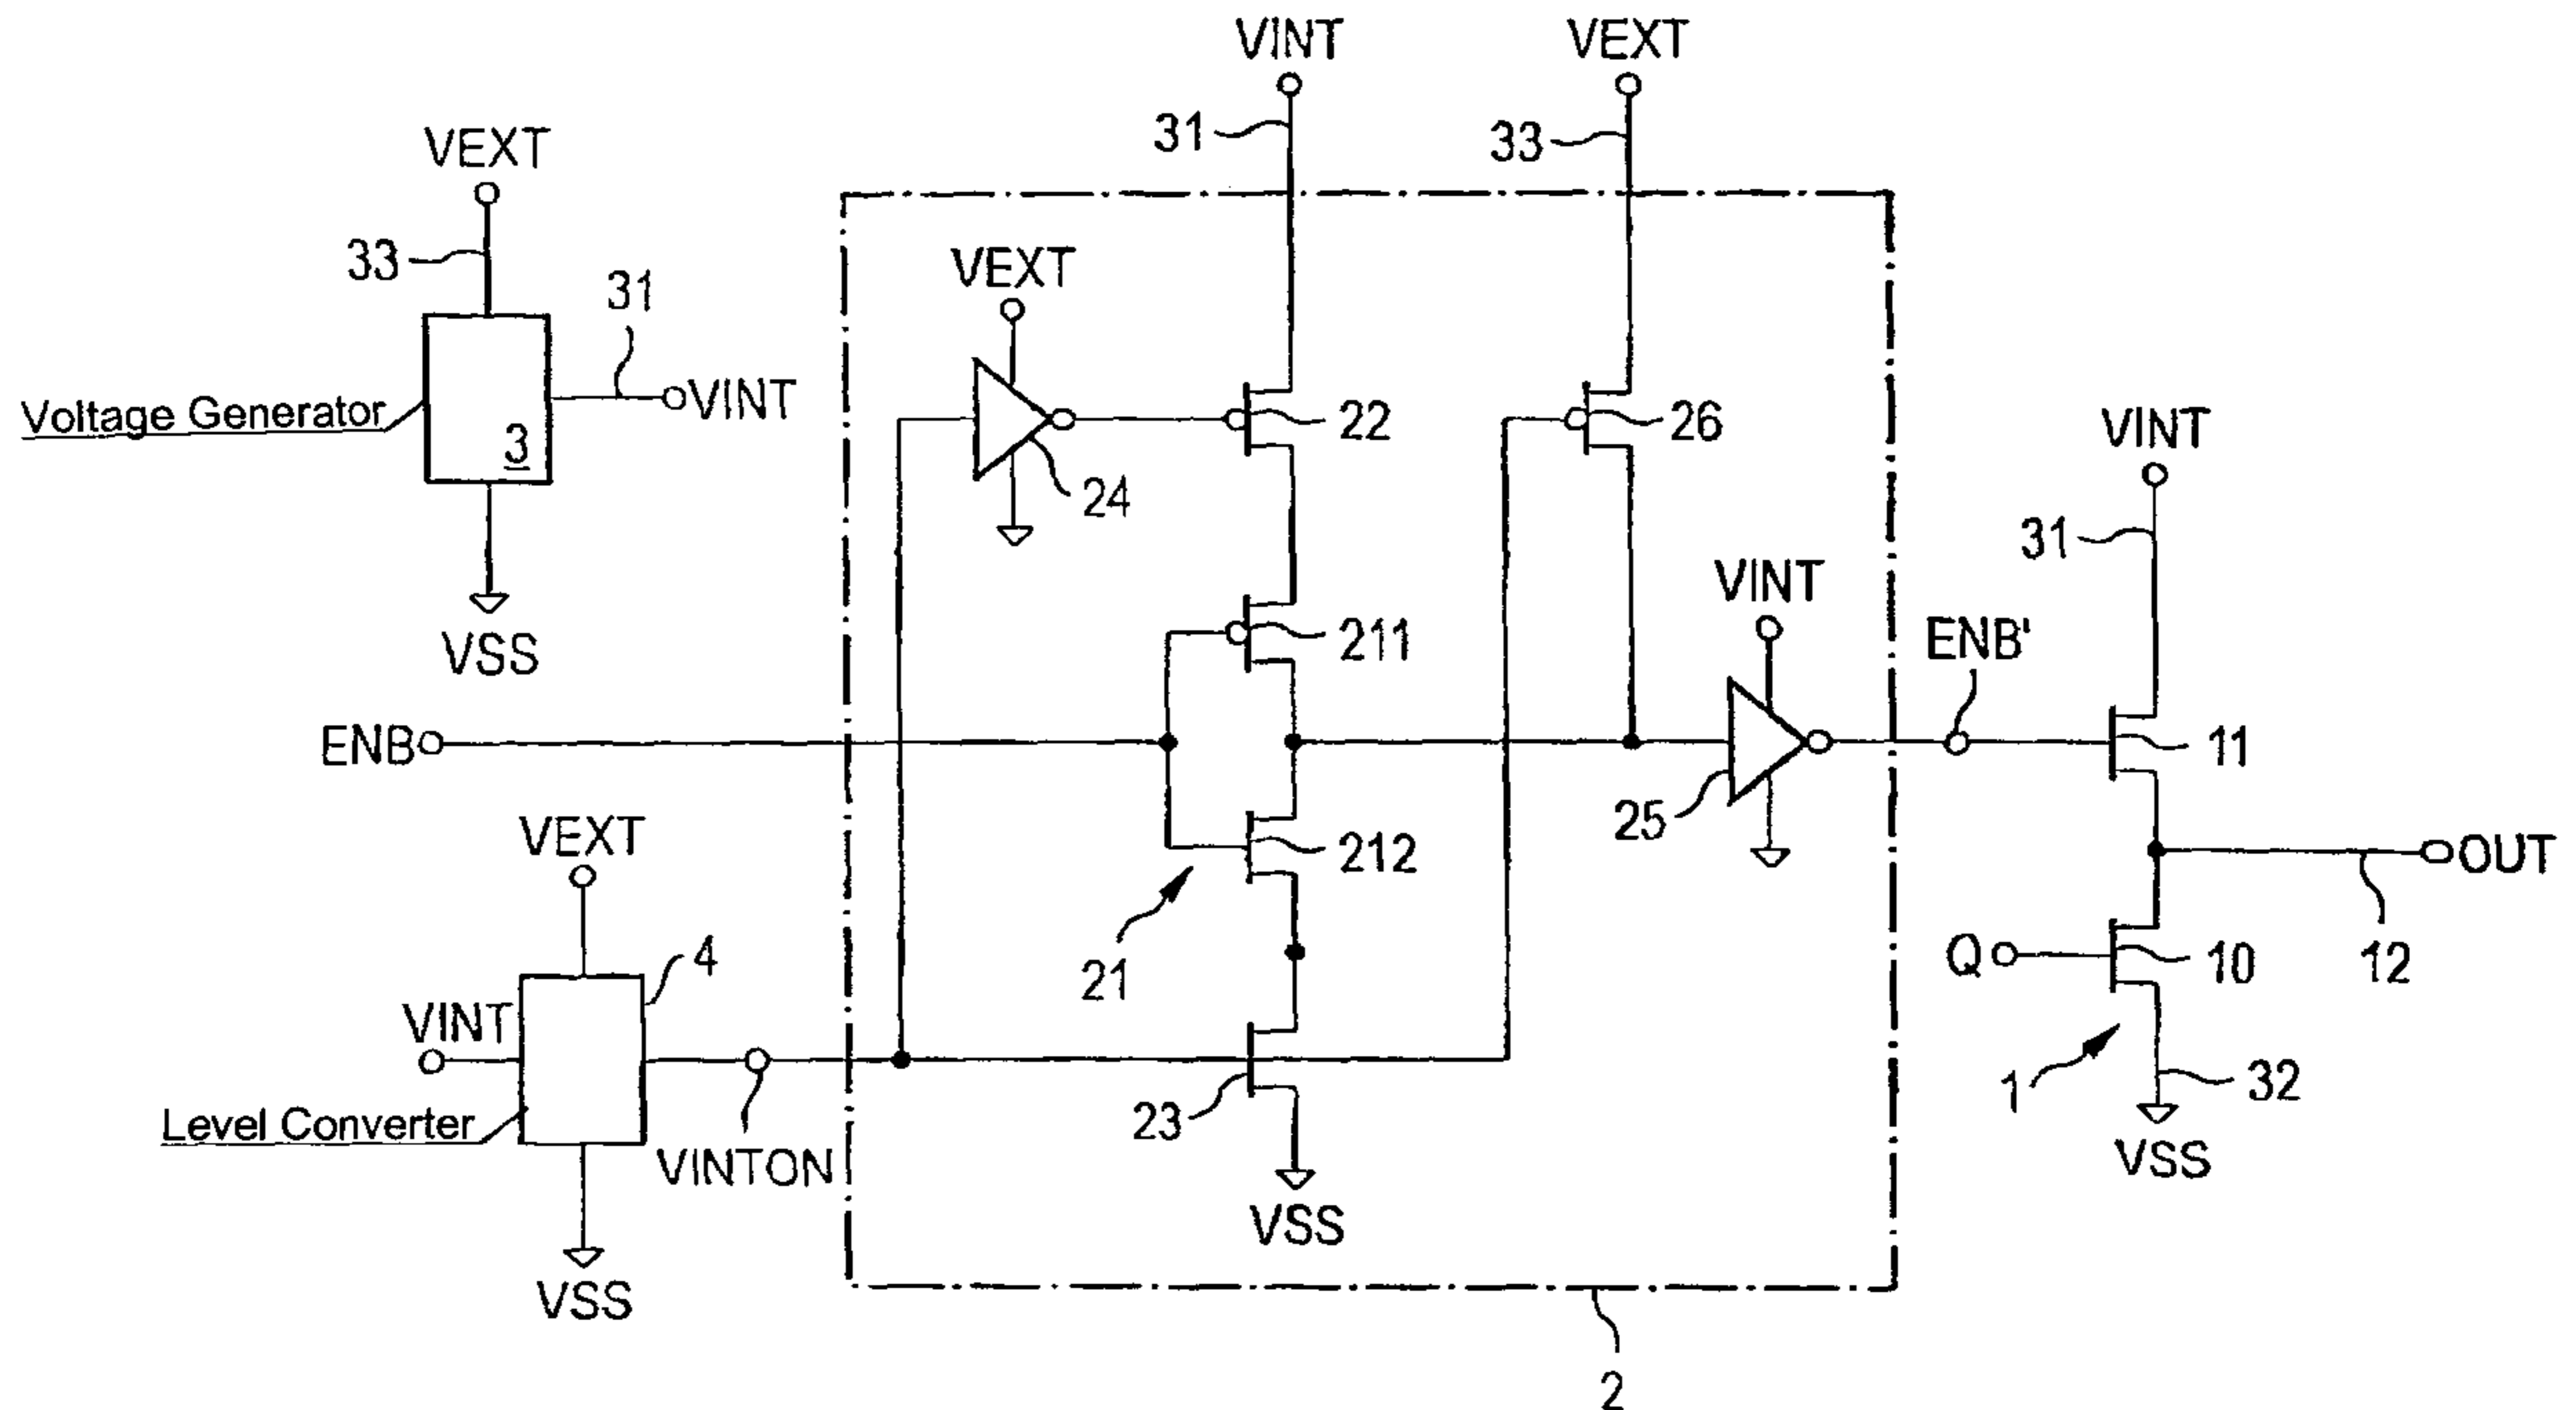 VINT
VEXT
31
33
VEXT
33
31
VEXT
VINT
Voltage Generator
3
22
26
24
VINT
31
VSS
211
VINT
ENB'
ENB
11
25
VEXT
212
OUT
4
21
Q
10
12
VINT
Level Converter
23
1
32
VINTON
VSS
VSS
VSS
2